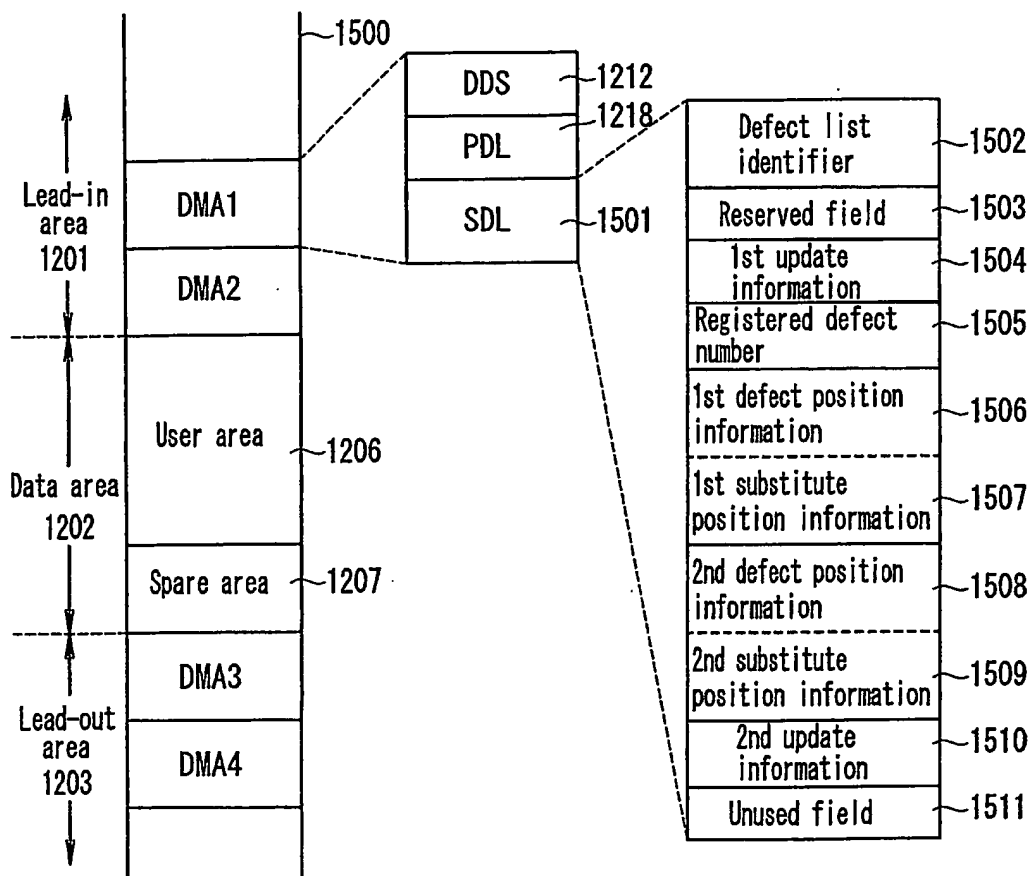 1500
Lead-in
area
1201
DMA1
DMA2
Data area
1202
User area
1206
Spare area
1207
Lead-out
area
1203
DMA3
DMA4
DDS
1212
PDL
1218
SDL
1501
Defect list
identifier
1502
Reserved field
1503
1st update
information
1504
Registered defect
number
1505
1st defect position
information
1506
1st substitute
position information
1507
2nd defect position
information
1508
2nd substitute
position information
1509
2nd update
information
1510
Unused field
1511